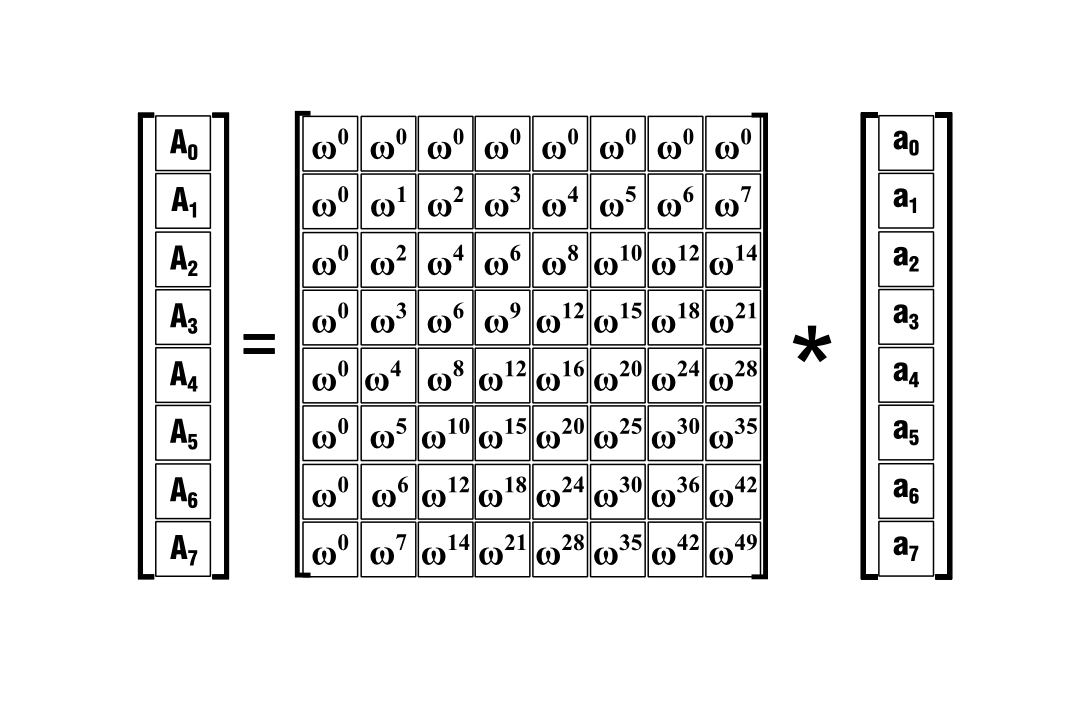 A₀ ω⁰ ω⁰ ω⁰ ω⁰ ω⁰ ω⁰ ω⁰ ω⁰ a₀
A₁ ω⁰ ω¹ ω² ω³ ω⁴ ω⁵ ω⁶ ω⁷ a₁
A₂ ω⁰ ω² ω⁴ ω⁶ ω⁸ ω¹⁰ ω¹² ω¹⁴ a₂
A₃ ω⁰ ω³ ω⁶ ω⁹ ω¹² ω¹⁵ ω¹⁸ ω²¹ a₃
A₄ = ω⁰ ω⁴ ω⁸ ω¹² ω¹⁶ ω²⁰ ω²⁴ ω²⁸ * a₄
A₅ ω⁰ ω⁵ ω¹⁰ ω¹⁵ ω²⁰ ω²⁵ ω³⁰ ω³⁵ a₅
A₆ ω⁰ ω⁶ ω¹² ω¹⁸ ω²⁴ ω³⁰ ω³⁶ ω⁴² a₆
A₇ ω⁰ ω⁷ ω¹⁴ ω²¹ ω²⁸ ω³⁵ ω⁴² ω⁴⁹ a₇